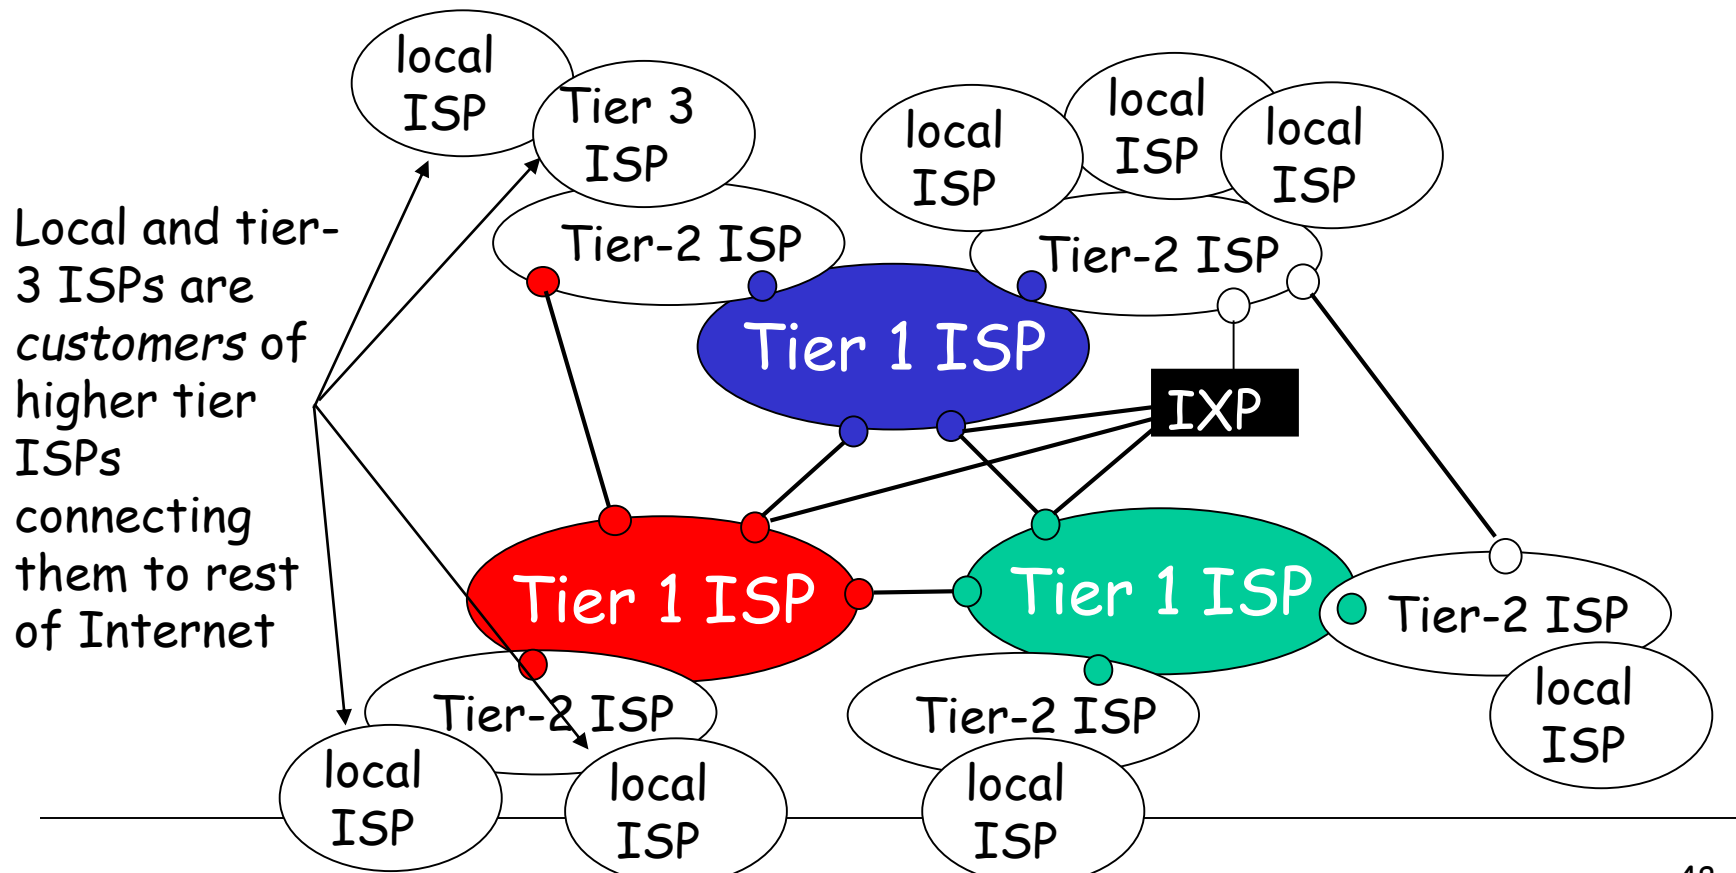 local
ISP
Tier 3
ISP
local
ISP
local
ISP
local
ISP
Local and tier-
3 ISPs are
customers of
higher tier
ISPs
connecting
them to rest
of Internet
Tier-2 ISP
Tier-2 ISP
Tier 1 ISP
IXP
Tier 1 ISP
Tier 1 ISP
Tier-2 ISP
local
ISP
Tier-2 ISP
Tier-2 ISP
local
ISP
local
ISP
local
ISP